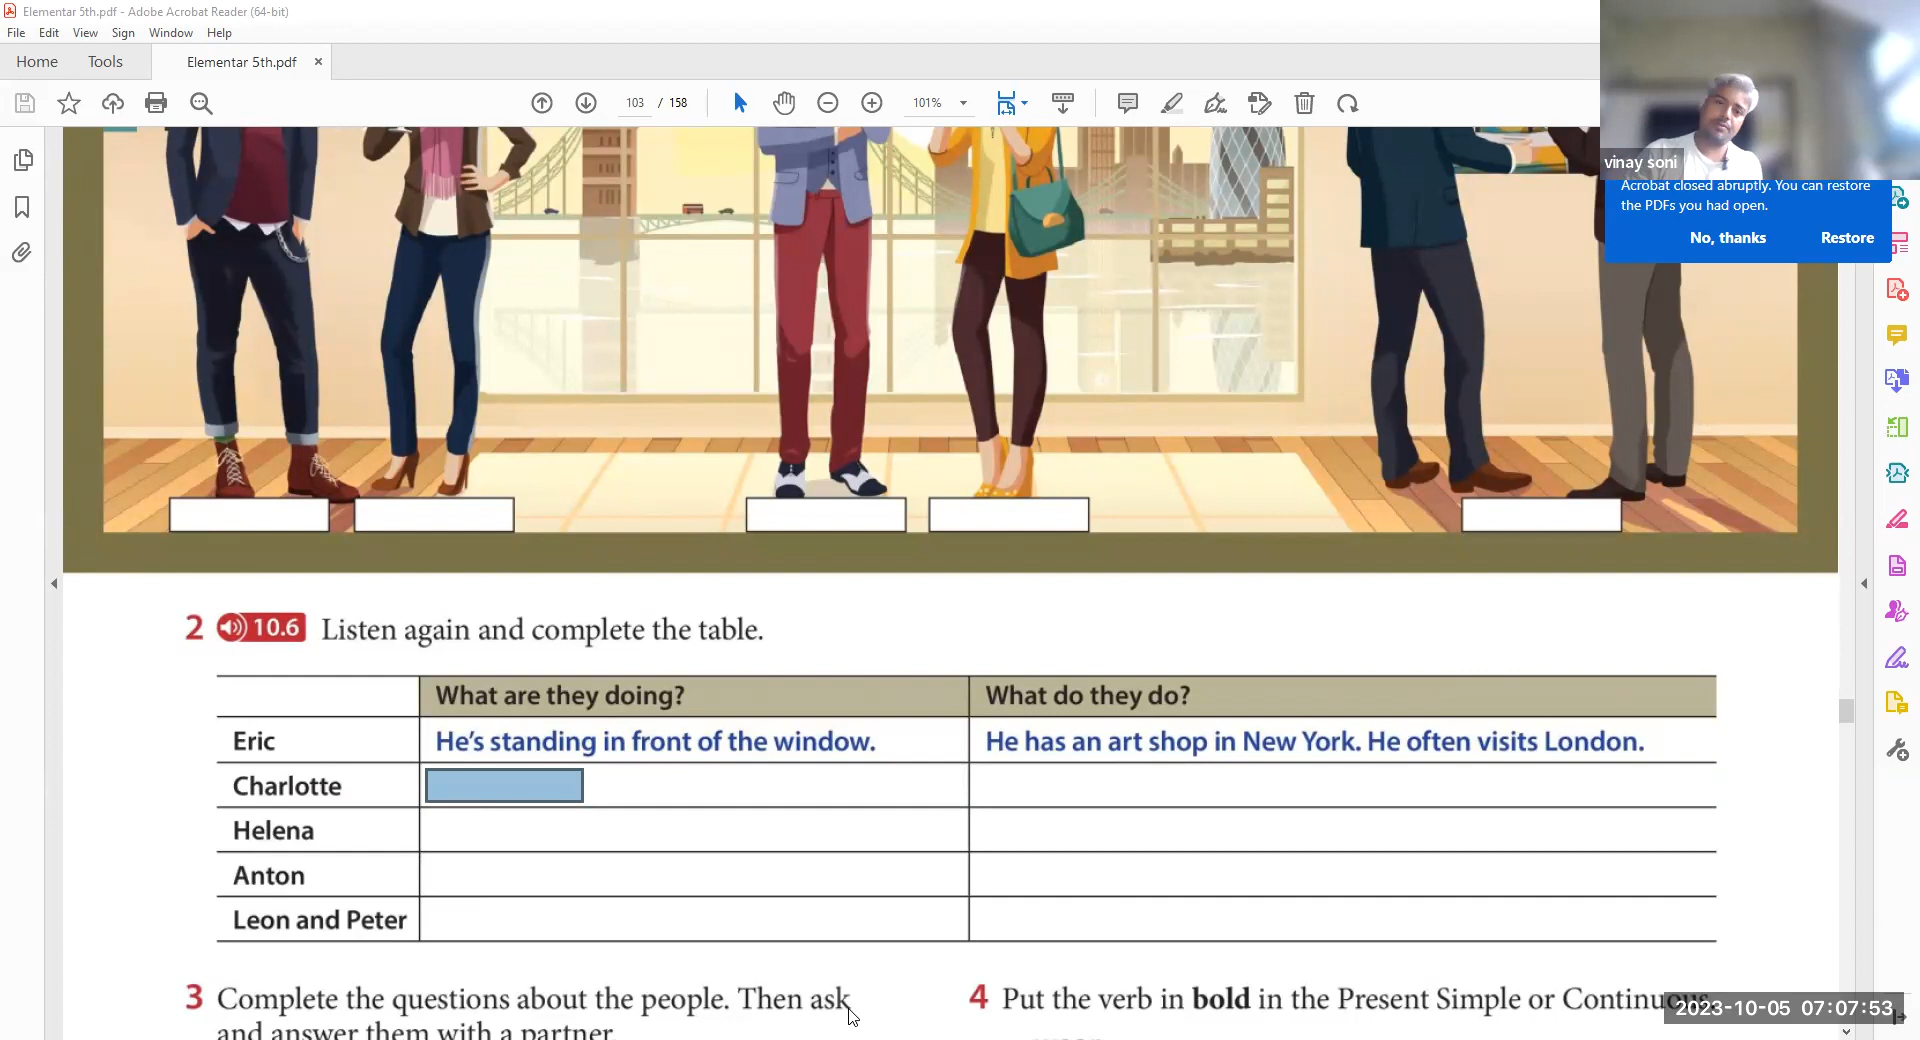 Elementar 5th.pdf - Adobe Acrobat Reader (64-bit)
File Edit View Sign Window Help
Home Tools Elementar 5th.pdf ×
103 / 158 101%
vinay soni
Acrobat closed abruptly. You can restore
the PDFs you had open.
No, thanks Restore
2 10.6 Listen again and complete the table.
What are they doing? What do they do?
Eric He's standing in front of the window. He has an art shop in New York. He often visits London.
Charlotte
Helena
Anton
Leon and Peter
3 Complete the questions about the people. Then ask
and answer them with a partner.
4 Put the verb in bold in the Present Simple or Continuous.
2023-10-05 07:07:53